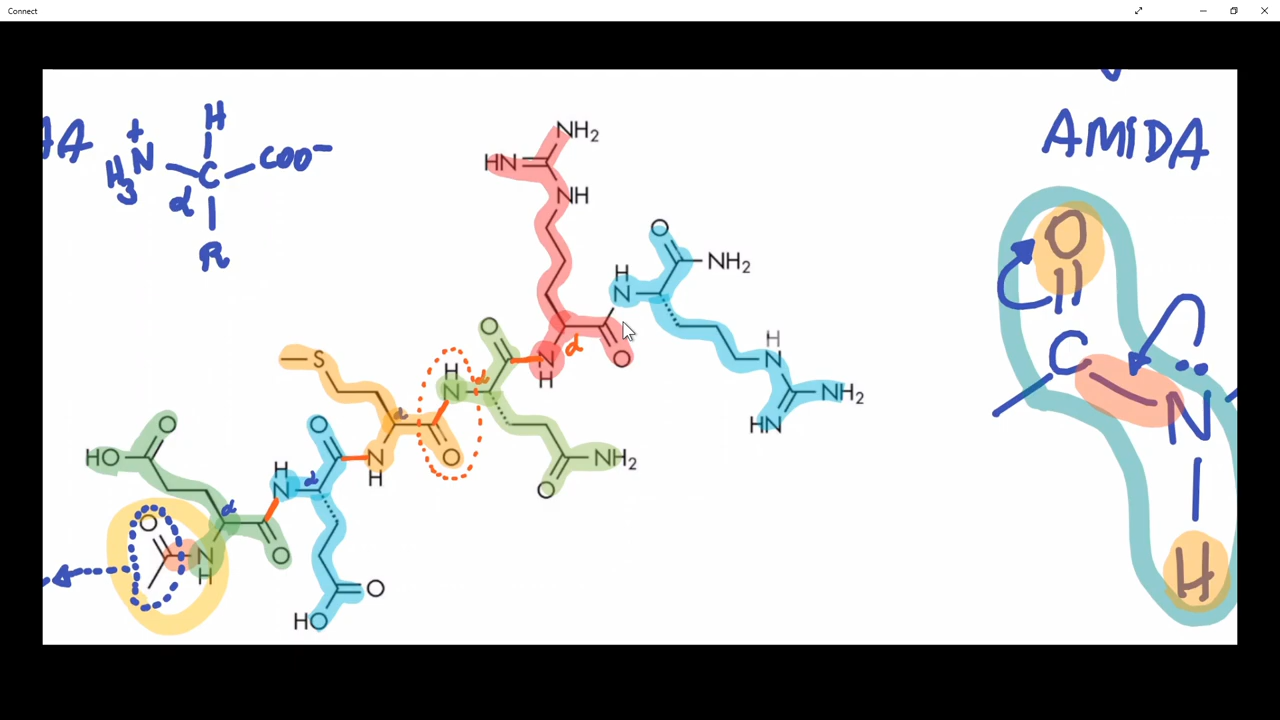 Connect
AA
H
H3N+
C
COO-
α
R
AMIDA
O
C
N
H
NH2
HN
NH
O
H
N
NH2
O
H
N
O
N
H
α
H
N
α
NH2
HN
S
α
O
H
N
α
O
N
H
NH2
O
O
HO
H
N
α
α
O
N
H
O
O
HO